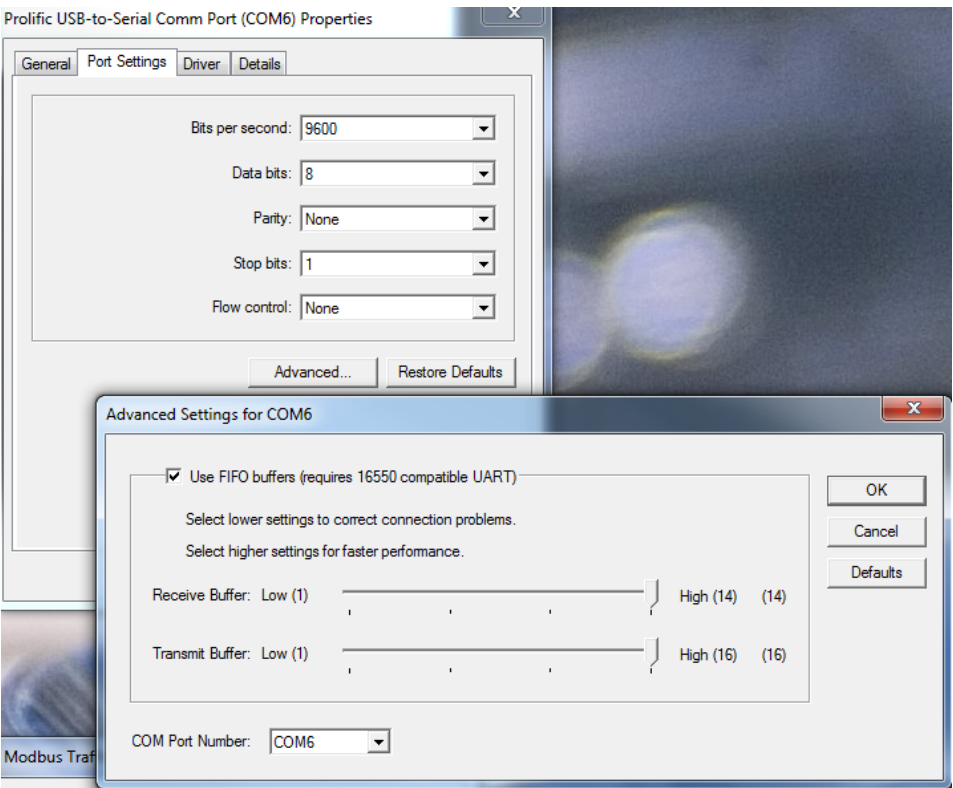 Prolific USB-to-Serial Comm Port (COM6) Properties
General Port Settings Driver Details
Bits per second: 9600
Data bits: 8
Parity: None
Stop bits: 1
Flow control: None
Advanced... Restore Defaults
Advanced Settings for COM6
Use FIFO buffers (requires 16550 compatible UART)
OK
Select lower settings to correct connection problems.
Cancel
Select higher settings for faster performance.
Defaults
Receive Buffer: Low (1) High (14) (14)
Transmit Buffer: Low (1) High (16) (16)
COM Port Number: COM6
Modbus Traf